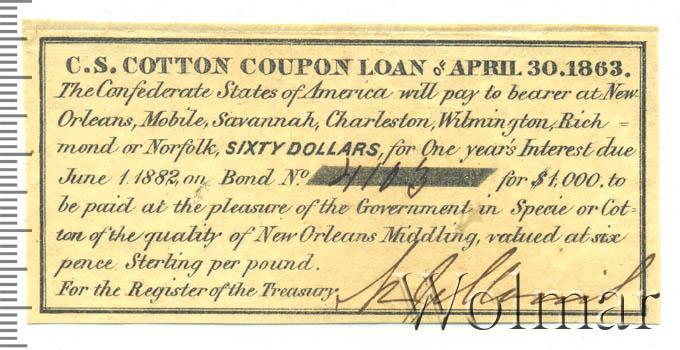 C.S. COTTON COUPON LOAN of APRIL 30.1863.
The Confederate States of America will pay to bearer at New
Orleans, Mobile, Savannah, Charleston, Wilmington, Rich=
mond or Norfolk, SIXTY DOLLARS, for One year's Interest due
June 1.1882, on Bond No. 4103 for $1,000. to
be paid at the pleasure of the Government in Specie or Cot-
ton of the quality of New Orleans Middling, valued at six
pence Sterling per pound.
For the Register of the Treasury.
Wolmar